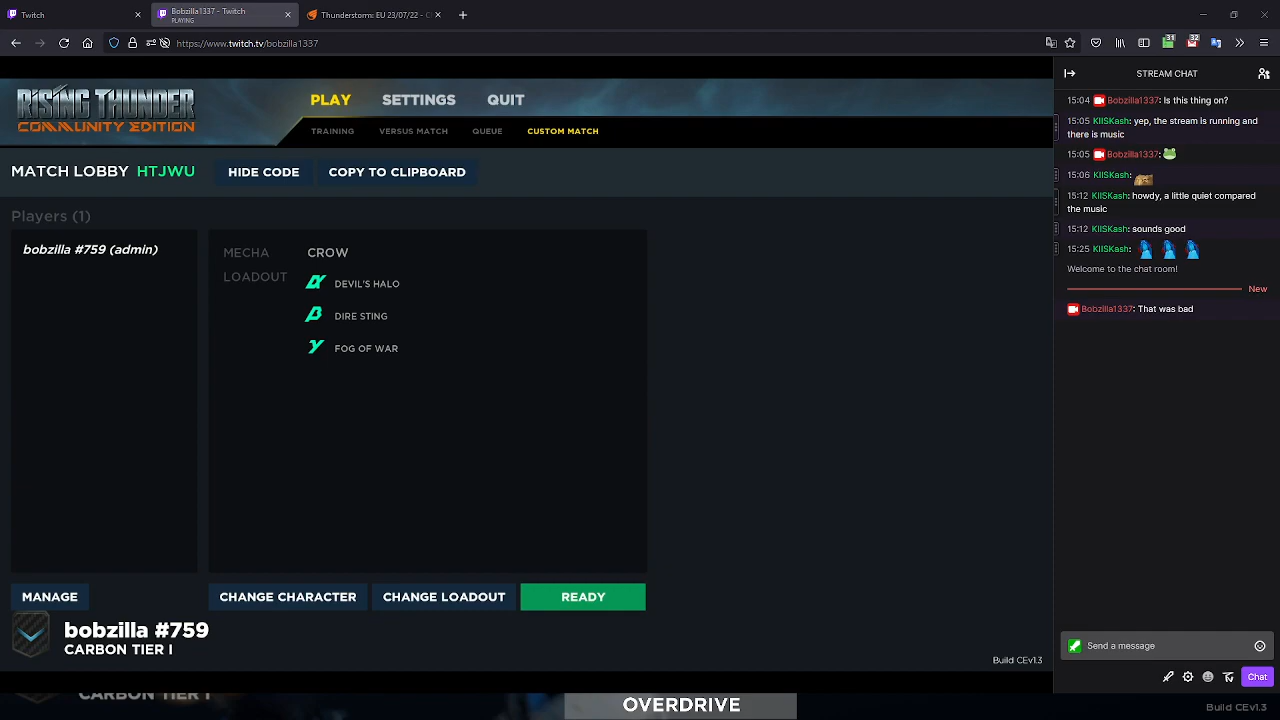 Twitch
Bobzilla1337 - Twitch
PLAYING
Thunderstorm: EU 23/07/22 - C
https://www.twitch.tv/bobzilla1337
RISING THUNDER
COMMUNITY EDITION
PLAY SETTINGS QUIT
TRAINING VERSUS MATCH QUEUE CUSTOM MATCH
MATCH LOBBY HTJWU HIDE CODE COPY TO CLIPBOARD
Players (1)
bobzilla #759 (admin)
MECHA CROW
LOADOUT
DEVIL'S HALO
DIRE STING
FOG OF WAR
MANAGE CHANGE CHARACTER CHANGE LOADOUT READY
bobzilla #759
CARBON TIER I
Build CEv1.3
CARBON TIER I
OVERDRIVE
Build CEv1.3
STREAM CHAT
15:04 Bobzilla1337: Is this thing on?
15:05 KIISKash: yep, the stream is running and
there is music
15:05 Bobzilla1337:
15:06 KIISKash:
15:12 KIISKash: howdy, a little quiet compared
the music
15:12 KIISKash: sounds good
15:25 KIISKash:
Welcome to the chat room!
New
Bobzilla1337: That was bad
Send a message
Chat